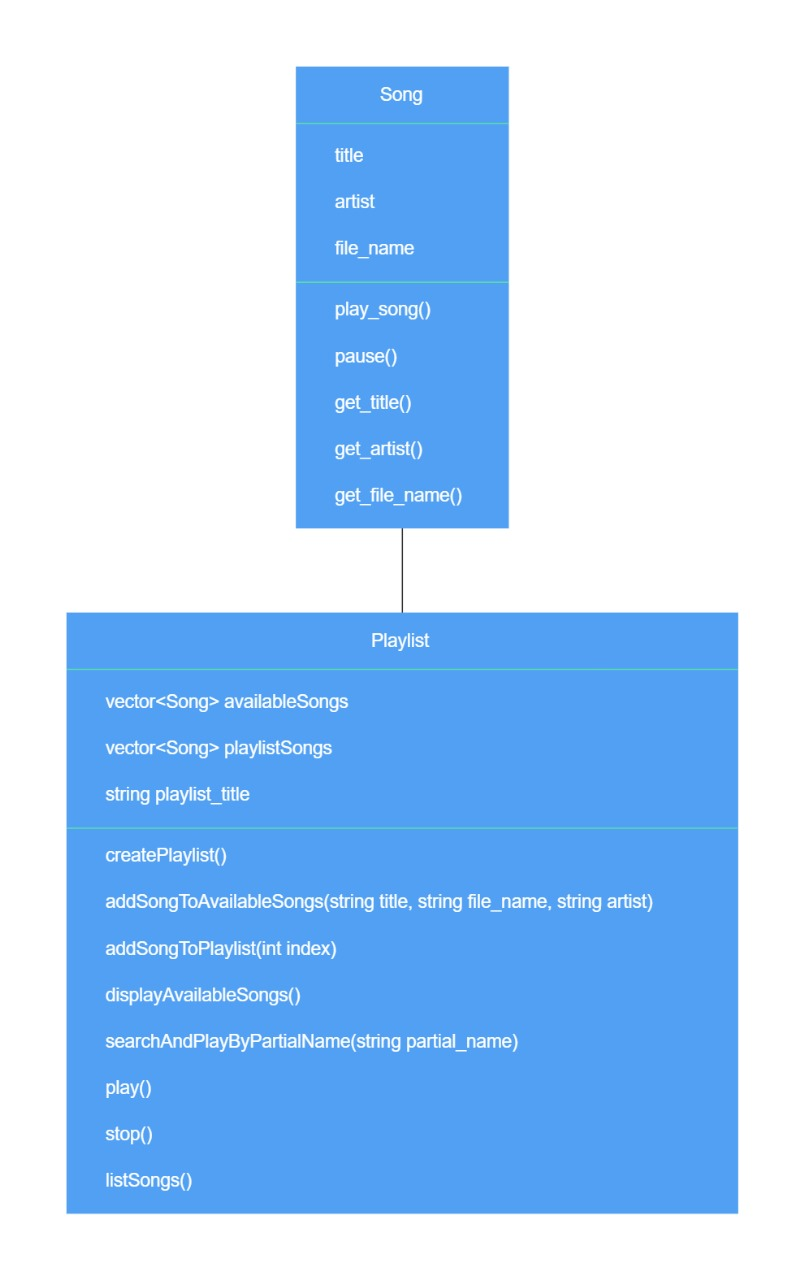 Song
title
artist
file_name
play_song()
pause()
get_title()
get_artist()
get_file_name()
Playlist
vector<Song> availableSongs
vector<Song> playlistSongs
string playlist_title
createPlaylist()
addSongToAvailableSongs(string title, string file_name, string artist)
addSongToPlaylist(int index)
displayAvailableSongs()
searchAndPlayByPartialName(string partial_name)
play()
stop()
listSongs()